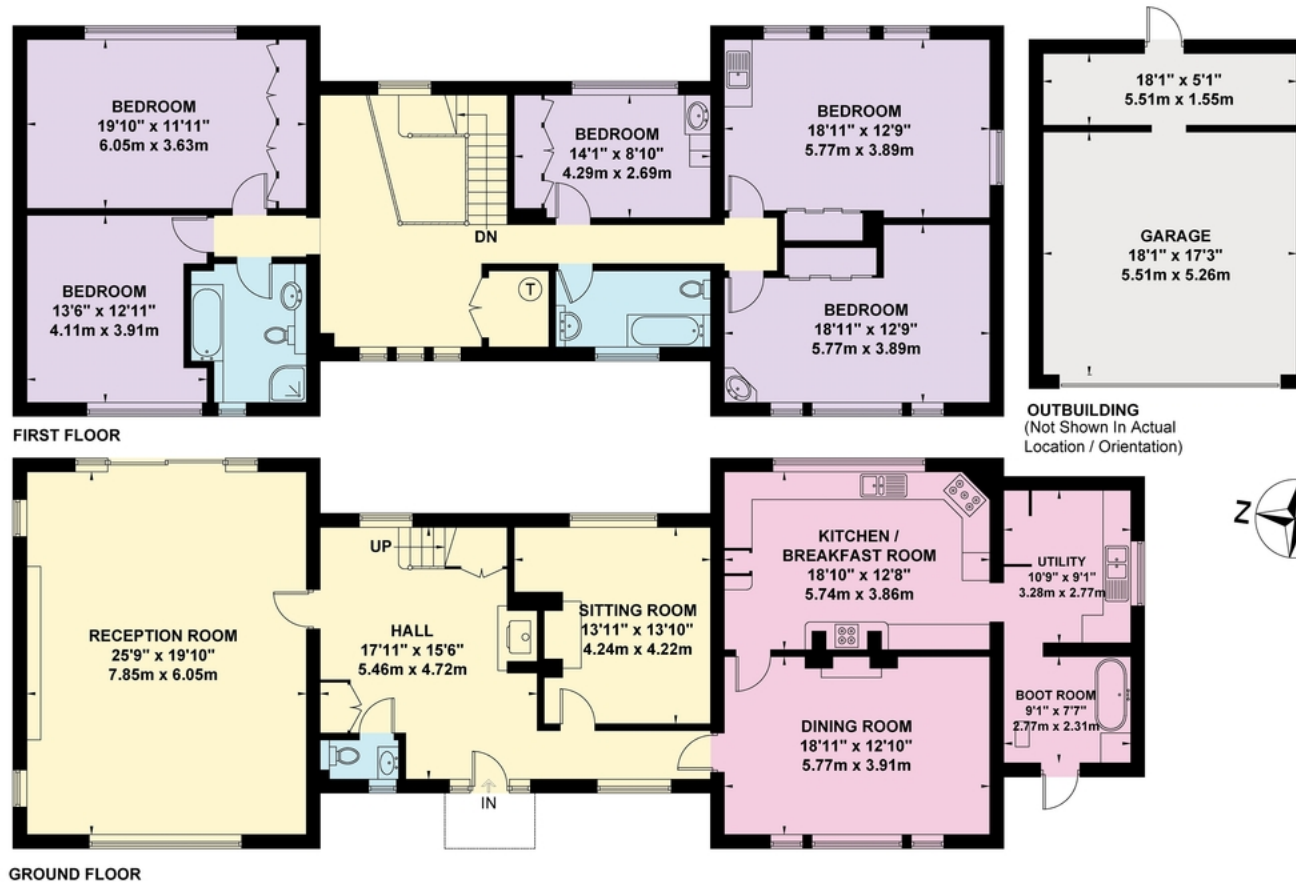 BEDROOM
19'10" x 11'11"
6.05m x 3.63m
BEDROOM
13'6" x 12'11"
4.11m x 3.91m
DN
T
BEDROOM
14'1" x 8'10"
4.29m x 2.69m
BEDROOM
18'11" x 12'9"
5.77m x 3.89m
BEDROOM
18'11" x 12'9"
5.77m x 3.89m
18'1" x 5'1"
5.51m x 1.55m
GARAGE
18'1" x 17'3"
5.51m x 5.26m
OUTBUILDING
(Not Shown In Actual
Location / Orientation)
FIRST FLOOR
RECEPTION ROOM
25'9" x 19'10"
7.85m x 6.05m
UP
HALL
17'11" x 15'6"
5.46m x 4.72m
IN
SITTING ROOM
13'11" x 13'10"
4.24m x 4.22m
KITCHEN /
BREAKFAST ROOM
18'10" x 12'8"
5.74m x 3.86m
DINING ROOM
18'11" x 12'10"
5.77m x 3.91m
UTILITY
10'9" x 9'1"
3.28m x 2.77m
BOOT ROOM
9'1" x 7'7"
2.77m x 2.31m
N
GROUND FLOOR